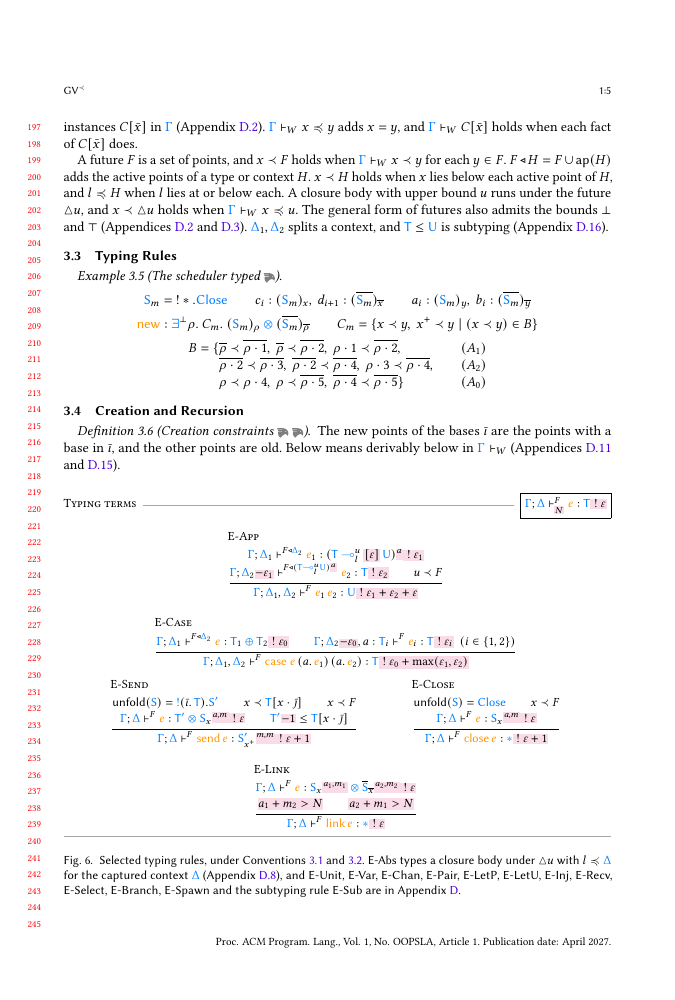 GV≺ 1:5
197 instances C[x̄] in Γ (Appendix D.2). Γ ⊢W x ≼ y adds x = y, and Γ ⊢W C[x̄] holds when each fact
198 of C[x̄] does.
199 A future F is a set of points, and x ≺ F holds when Γ ⊢W x ≺ y for each y ∈ F. F ◂ H = F ∪ ap(H)
200 adds the active points of a type or context H. x ≺ H holds when x lies below each active point of H,
201 and l ≼ H when l lies at or below each. A closure body with upper bound u runs under the future
202 △u, and x ≺ △u holds when Γ ⊢W x ≼ u. The general form of futures also admits the bounds ⊥
203 and ⊤ (Appendices D.2 and D.3). Δ1, Δ2 splits a context, and T ≤ U is subtyping (Appendix D.16).
204
205 3.3 Typing Rules
206 Example 3.5 (The scheduler typed).
207 Sm = ! ∗ .Close ci : (Sm)x, di+1 : (S̅m̅)x̅ ai : (Sm)y, bi : (S̅m̅)y̅
208
209 new : ∃⊥ρ. Cm. (Sm)ρ ⊗ (S̅m̅)ρ̅ Cm = {x ≺ y, x⁺ ≺ y | (x ≺ y) ∈ B}
210 B = {ρ̅ ≺ ρ̅ ̅·̅ ̅1̅, ρ̅ ≺ ρ̅ ̅·̅ ̅2̅, ρ · 1 ≺ ρ̅ ̅·̅ ̅2̅, (A1)
211 ρ̅ ̅·̅ ̅2̅ ≺ ρ̅ ̅·̅ ̅3̅, ρ̅ ̅·̅ ̅2̅ ≺ ρ̅ ̅·̅ ̅4̅, ρ · 3 ≺ ρ̅ ̅·̅ ̅4̅, (A2)
212 ρ ≺ ρ · 4, ρ ≺ ρ̅ ̅·̅ ̅5̅, ρ̅ ̅·̅ ̅4̅ ≺ ρ̅ ̅·̅ ̅5̅} (A0)
213
214 3.4 Creation and Recursion
215 Definition 3.6 (Creation constraints). The new points of the bases ῑ are the points with a
216 base in ῑ, and the other points are old. Below means derivably below in Γ ⊢W (Appendices D.11
217 and D.15).
218
219
220 Typing terms Γ; Δ ⊢F N e : T ! ε
221
222 E-App
223 Γ; Δ1 ⊢F◂Δ2 e1 : (T ⊸u l [ε] U)a ! ε1
224 Γ; Δ2−ε1 ⊢F◂(T⊸u l U)a e2 : T ! ε2 u ≺ F
225 Γ; Δ1, Δ2 ⊢F e1 e2 : U ! ε1 + ε2 + ε
226
227 E-Case
228 Γ; Δ1 ⊢F◂Δ2 e : T1 ⊕ T2 ! ε0 Γ; Δ2−ε0, a : Ti ⊢F ei : T ! εi (i ∈ {1, 2})
229 Γ; Δ1, Δ2 ⊢F case e (a. e1) (a. e2) : T ! ε0 + max(ε1, ε2)
230
231 E-Send E-Close
232 unfold(S) = !(ῑ. T).S′ x ≺ T[x · j̄] x ≺ F unfold(S) = Close x ≺ F
233 Γ; Δ ⊢F e : T′ ⊗ Sx a,m ! ε T′−1 ≤ T[x · j̄] Γ; Δ ⊢F e : Sx a,m ! ε
234 Γ; Δ ⊢F send e : S′x⁺ m,m ! ε + 1 Γ; Δ ⊢F close e : ∗ ! ε + 1
235
236 E-Link
237 Γ; Δ ⊢F e : Sx a1,m1 ⊗ S̅x̅ a2,m2 ! ε
238 a1 + m2 > N a2 + m1 > N
239 Γ; Δ ⊢F link e : ∗ ! ε
240
241 Fig. 6. Selected typing rules, under Conventions 3.1 and 3.2. E-Abs types a closure body under △u with l ≼ Δ
242 for the captured context Δ (Appendix D.8), and E-Unit, E-Var, E-Chan, E-Pair, E-LetP, E-LetU, E-Inj, E-Recv,
243 E-Select, E-Branch, E-Spawn and the subtyping rule E-Sub are in Appendix D.
244
245
Proc. ACM Program. Lang., Vol. 1, No. OOPSLA, Article 1. Publication date: April 2027.